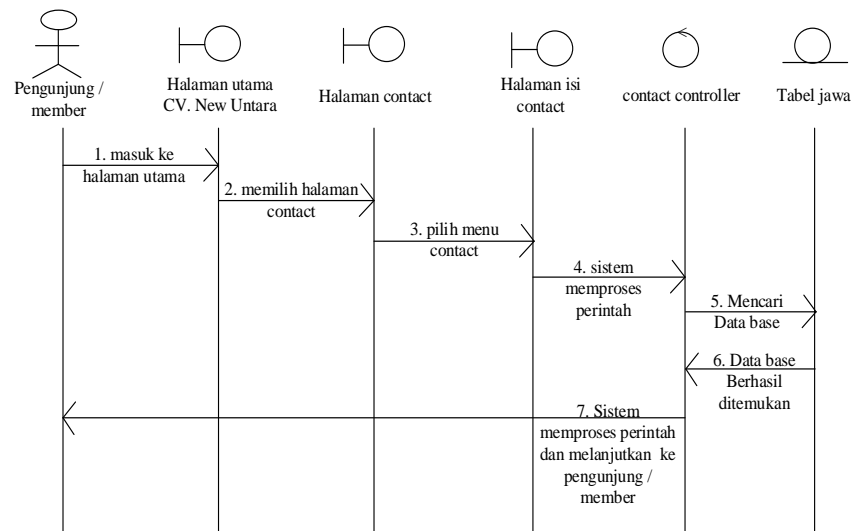 Pengunjung /
member
Halaman utama
CV. New Untara
Halaman contact
Halaman isi
contact
contact controller
Tabel jawa
1. masuk ke
halaman utama
2. memilih halaman
contact
3. pilih menu
contact
4. sistem
memproses
perintah
5. Mencari
Data base
6. Data base
Berhasil
ditemukan
7. Sistem
memproses perintah
dan melanjutkan ke
pengunjung /
member